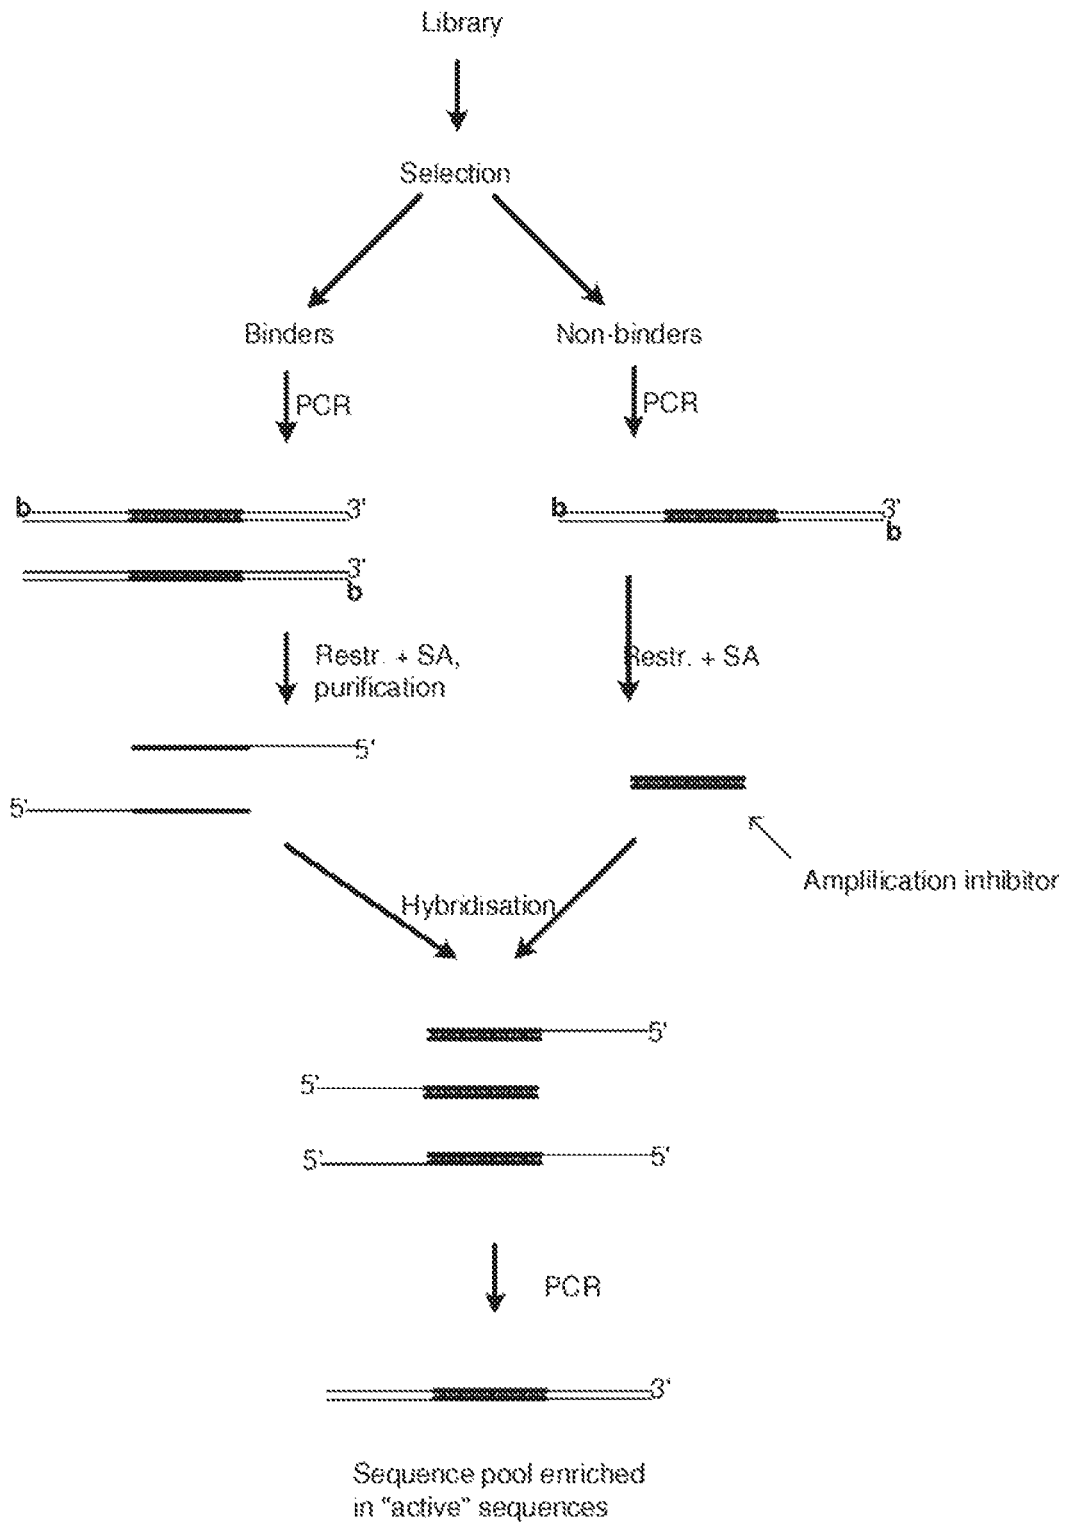 Library
Selection
Binders
Non-binders
PCR
PCR
b 3'
b 3'
b
3'
b
Restr. + SA,
purification
Restr. + SA
5'
5'
Amplification inhibitor
Hybridisation
5'
5'
5' 5'
PCR
3'
Sequence pool enriched
in "active" sequences